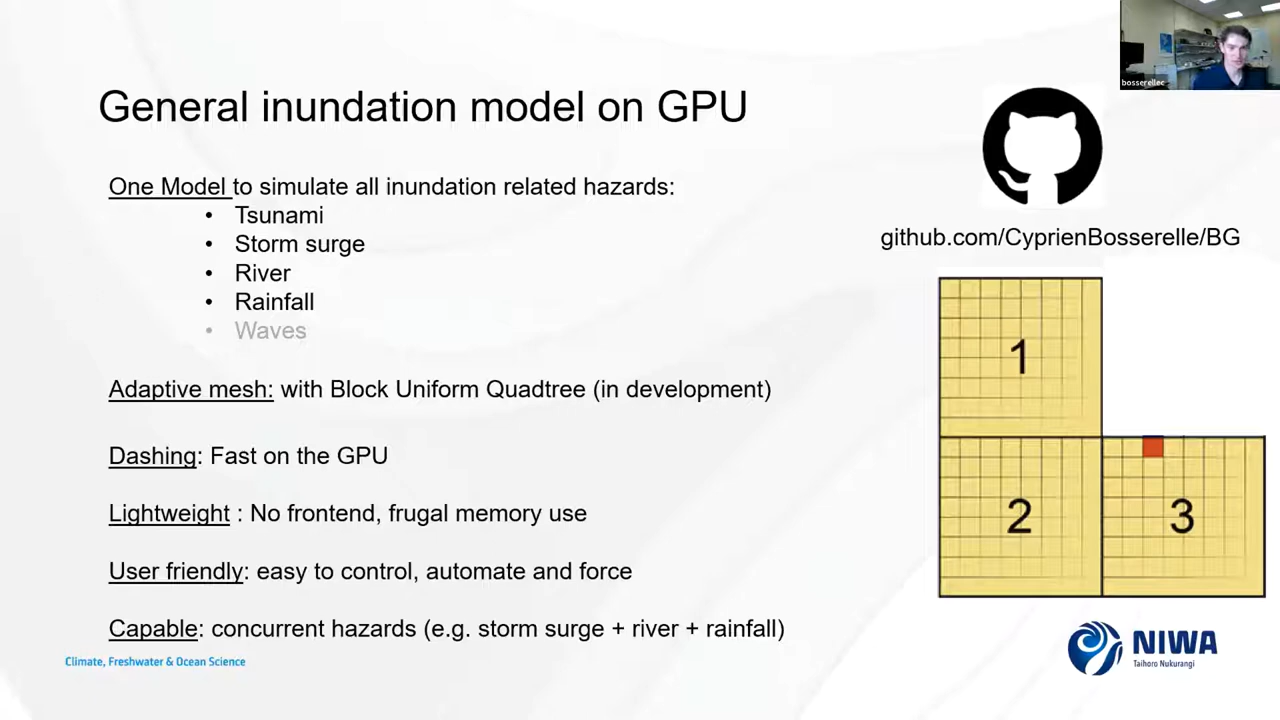 bosserellec
General inundation model on GPU
One Model to simulate all inundation related hazards:
• Tsunami
• Storm surge
• River
• Rainfall
• Waves
Adaptive mesh: with Block Uniform Quadtree (in development)
Dashing: Fast on the GPU
Lightweight : No frontend, frugal memory use
User friendly: easy to control, automate and force
Capable: concurrent hazards (e.g. storm surge + river + rainfall)
Climate, Freshwater & Ocean Science
github.com/CyprienBosserelle/BG
1
2
3
NIWA
Taihoro Nukurangi